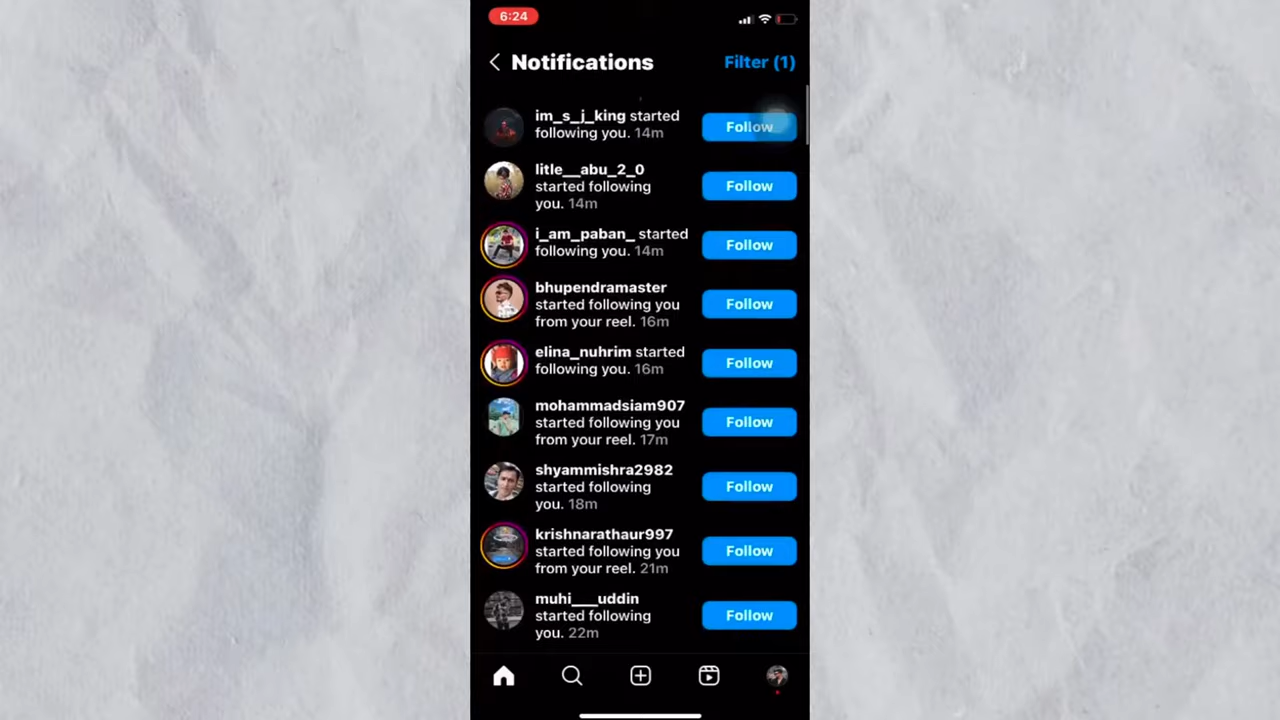 6:24
Notifications
Filter (1)
im_s_j_king started
following you. 14m
Follow
litle__abu_2_0
started following
you. 14m
Follow
i_am_paban_ started
following you. 14m
Follow
bhupendramaster
started following you
from your reel. 16m
Follow
elina_nuhrim started
following you. 16m
Follow
mohammadsiam907
started following you
from your reel. 17m
Follow
shyammishra2982
started following
you. 18m
Follow
krishnarathaur997
started following you
from your reel. 21m
Follow
muhi___uddin
started following
you. 22m
Follow